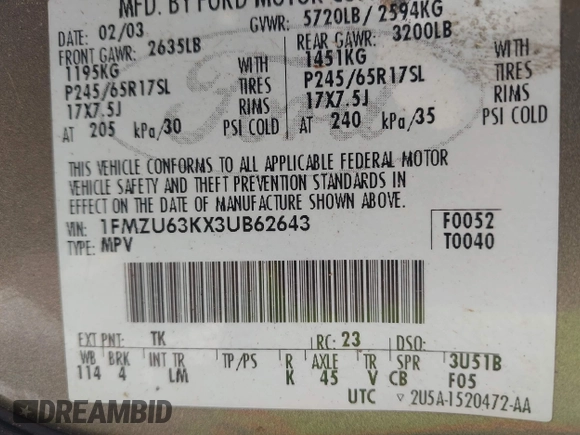 MFD. BY FORD MOTOR
DATE: 02/03 GVWR: 5720LB / 2594KG
FRONT GAWR: 2635LB REAR GAWR: 3200LB
1195KG WITH 1451KG WITH
P245/65R17SL TIRES P245/65R17SL TIRES
17X7.5J RIMS 17X7.5J RIMS
AT 205 kPa/30 PSI COLD AT 240 kPa/35 PSI COLD
Ford
THIS VEHICLE CONFORMS TO ALL APPLICABLE FEDERAL MOTOR
VEHICLE SAFETY AND THEFT PREVENTION STANDARDS IN
EFFECT ON THE DATE OF MANUFACTURE SHOWN ABOVE.
VIN: 1FMZU63KX3UB62643 F0052
TYPE: MPV T0040
EXT PNT: TK RC: 23 DSO:
WB BRK INT TR TP/PS R AXLE TR SPR 3U51B
114 4 LM K 45 V CB F05
UTC ▽ 2U5A-1520472-AA
DREAMBID